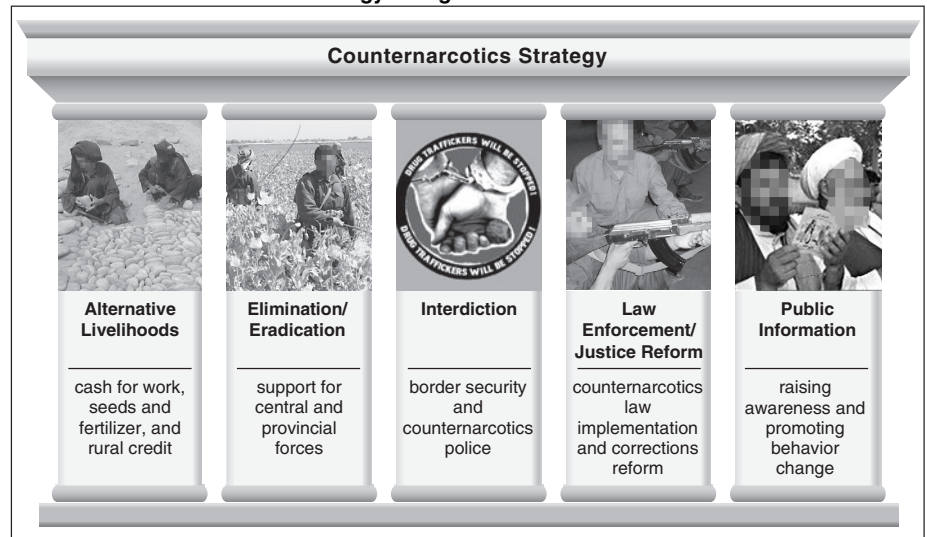 Counternarcotics Strategy
DRUG TRAFFICKERS WILL BE STOPPED!
DRUG TRAFFICKERS WILL BE STOPPED!
Alternative
Livelihoods
cash for work,
seeds and
fertilizer, and
rural credit
Elimination/
Eradication
support for
central and
provincial
forces
Interdiction
border security
and
counternarcotics
police
Law
Enforcement/
Justice Reform
counternarcotics
law
implementation
and corrections
reform
Public
Information
raising
awareness and
promoting
behavior
change